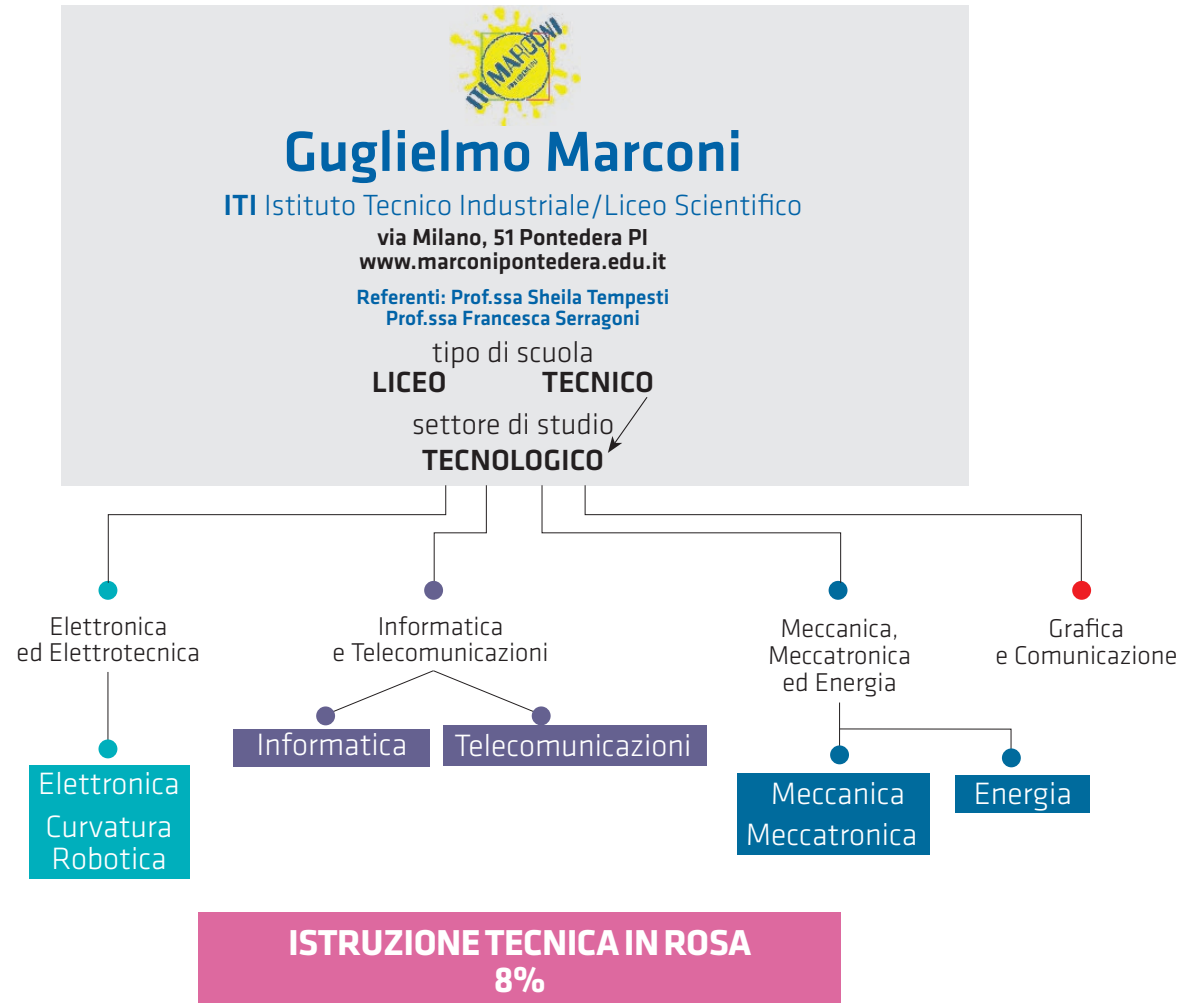 ITI MARCONI
Guglielmo Marconi
ITI Istituto Tecnico Industriale/Liceo Scientifico
via Milano, 51 Pontedera PI
www.marconipontedera.edu.it
Referenti: Prof.ssa Sheila Tempesti
Prof.ssa Francesca Serragoni
tipo di scuola
LICEO TECNICO
settore di studio
TECNOLOGICO
Elettronica
ed Elettrotecnica
Informatica
e Telecomunicazioni
Meccanica,
Meccatronica
ed Energia
Grafica
e Comunicazione
Informatica
Telecomunicazioni
Elettronica
Curvatura
Robotica
Meccanica
Meccatronica
Energia
ISTRUZIONE TECNICA IN ROSA
8%